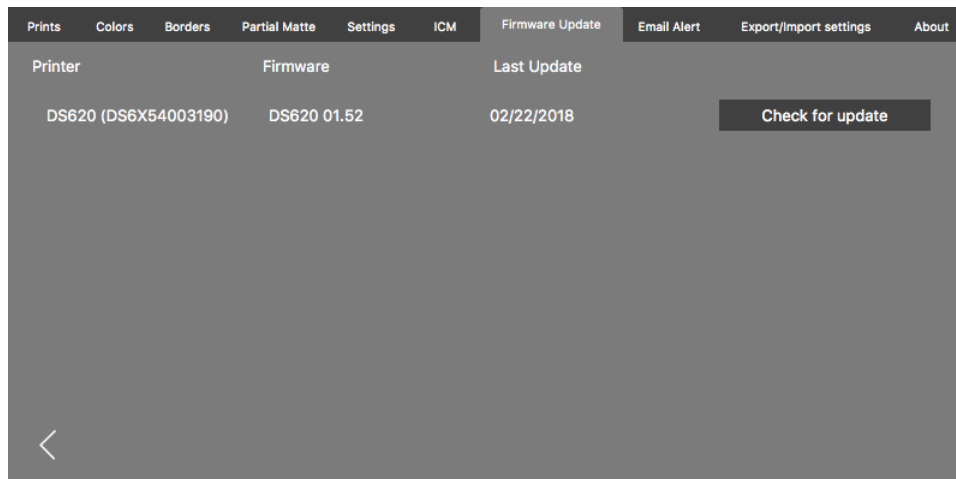 Prints Colors Borders Partial Matte Settings ICM Firmware Update Email Alert Export/Import settings About
Printer Firmware Last Update
DS620 (DS6X54003190) DS620 01.52 02/22/2018 Check for update